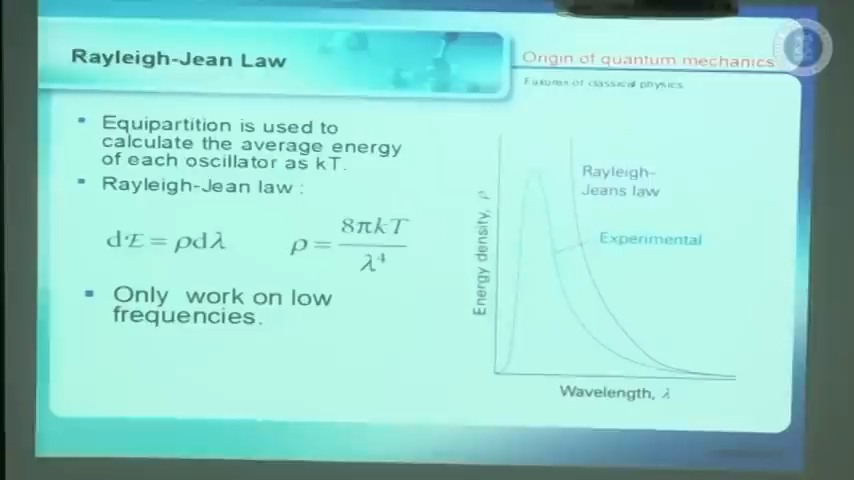 Rayleigh-Jean Law
Origin of quantum mechanics
Failures of classical physics
▪ Equipartition is used to
calculate the average energy
of each oscillator as kT.
▪ Rayleigh-Jean law :
dE = ρdλ
ρ = 8πkT / λ⁴
▪ Only work on low
frequencies.
Energy density, ρ
Rayleigh-
Jeans law
Experimental
Wavelength, λ